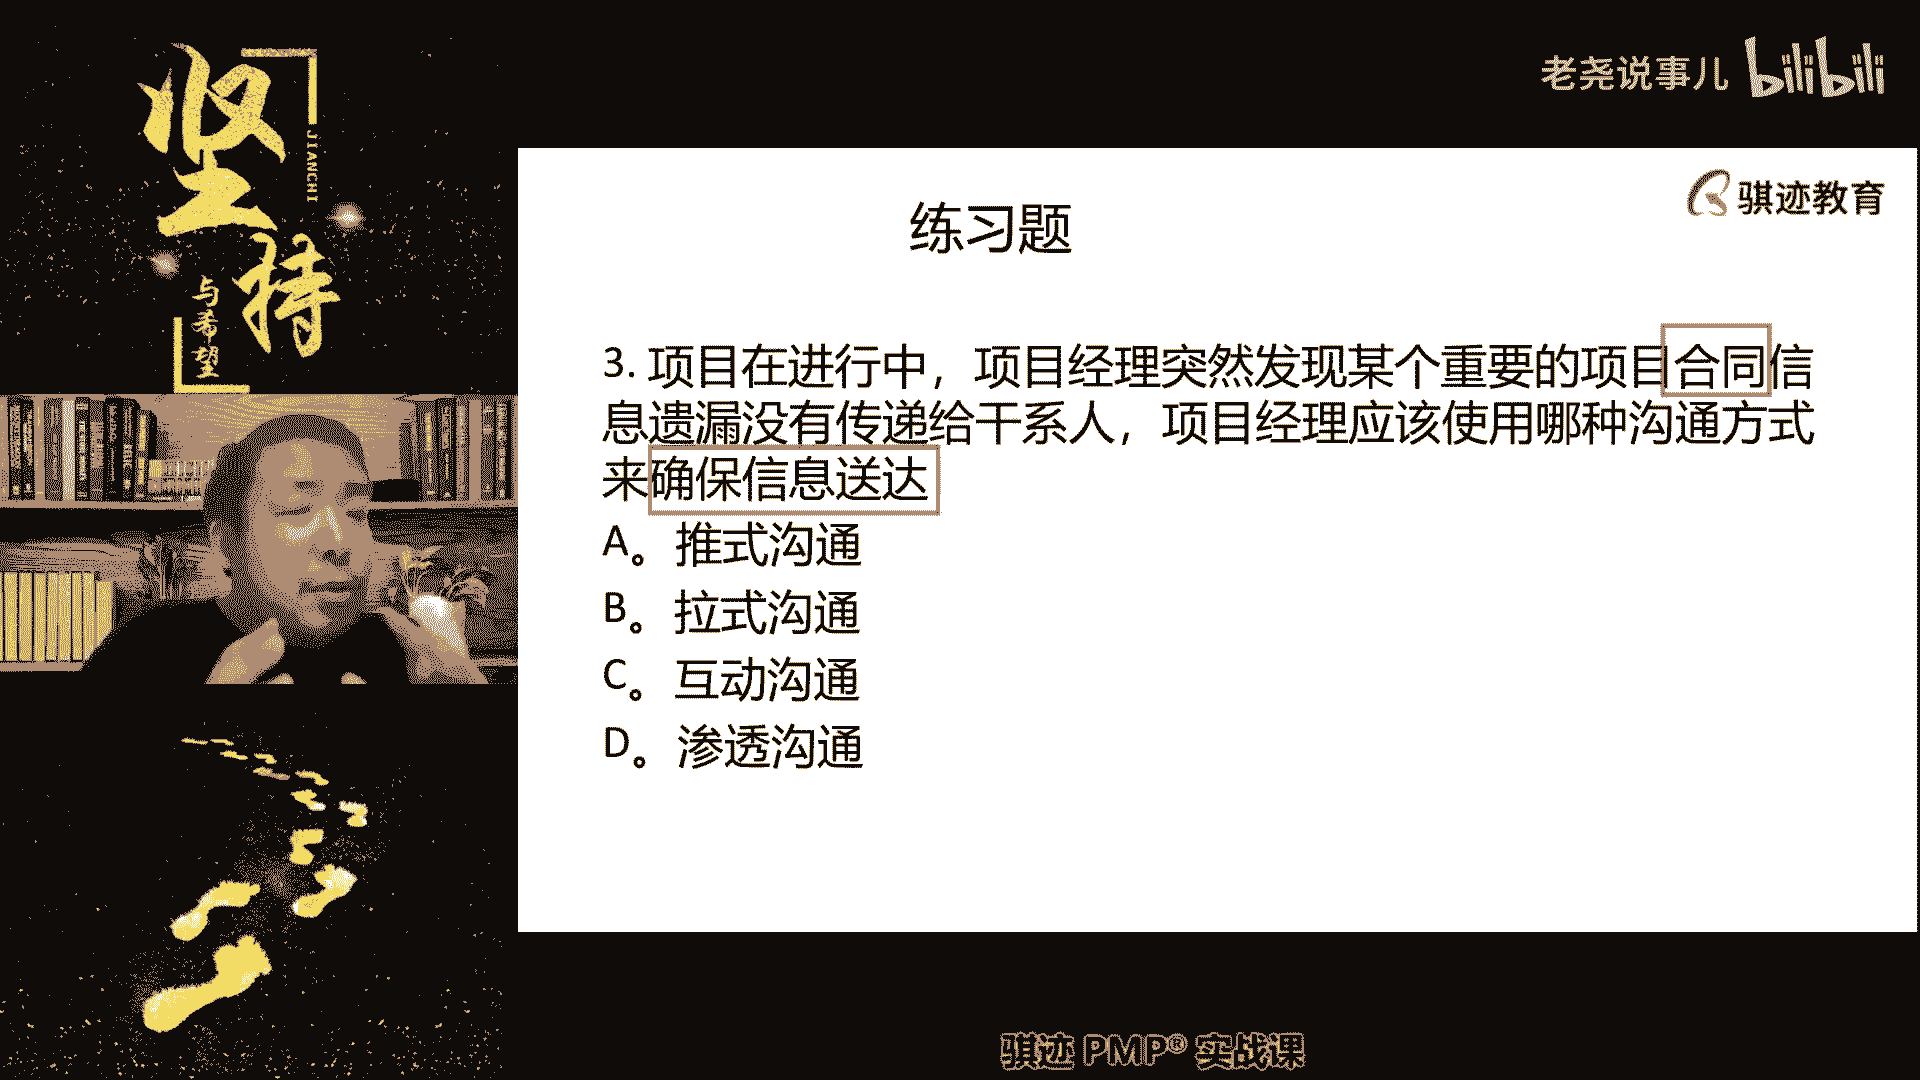 坚持
JIANCHI
与希望
老尧说事儿 bilibili
骐迹教育
练习题
3. 项目在进行中，项目经理突然发现某个重要的项目合同信
息遗漏没有传递给干系人，项目经理应该使用哪种沟通方式
来确保信息送达
A。推式沟通
B。拉式沟通
C。互动沟通
D。渗透沟通
骐迹 PMP® 实战课